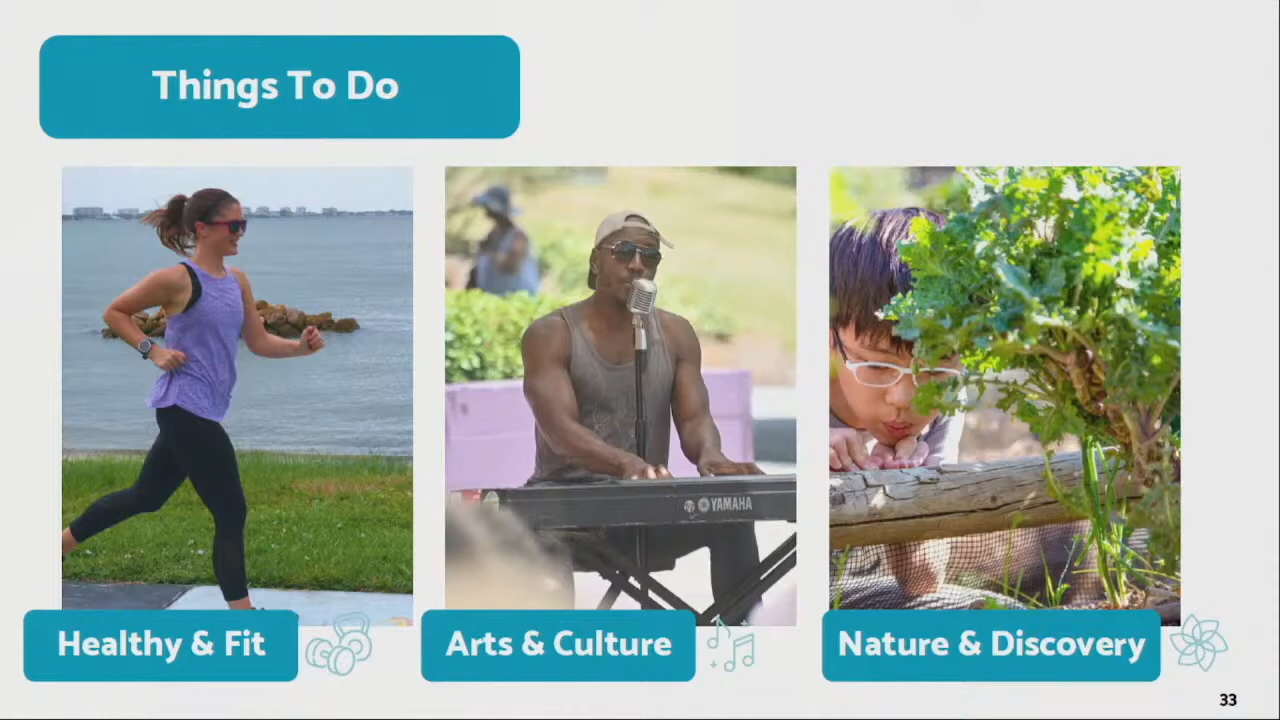 Things To Do
YAMAHA
Healthy & Fit
Arts & Culture
Nature & Discovery
33